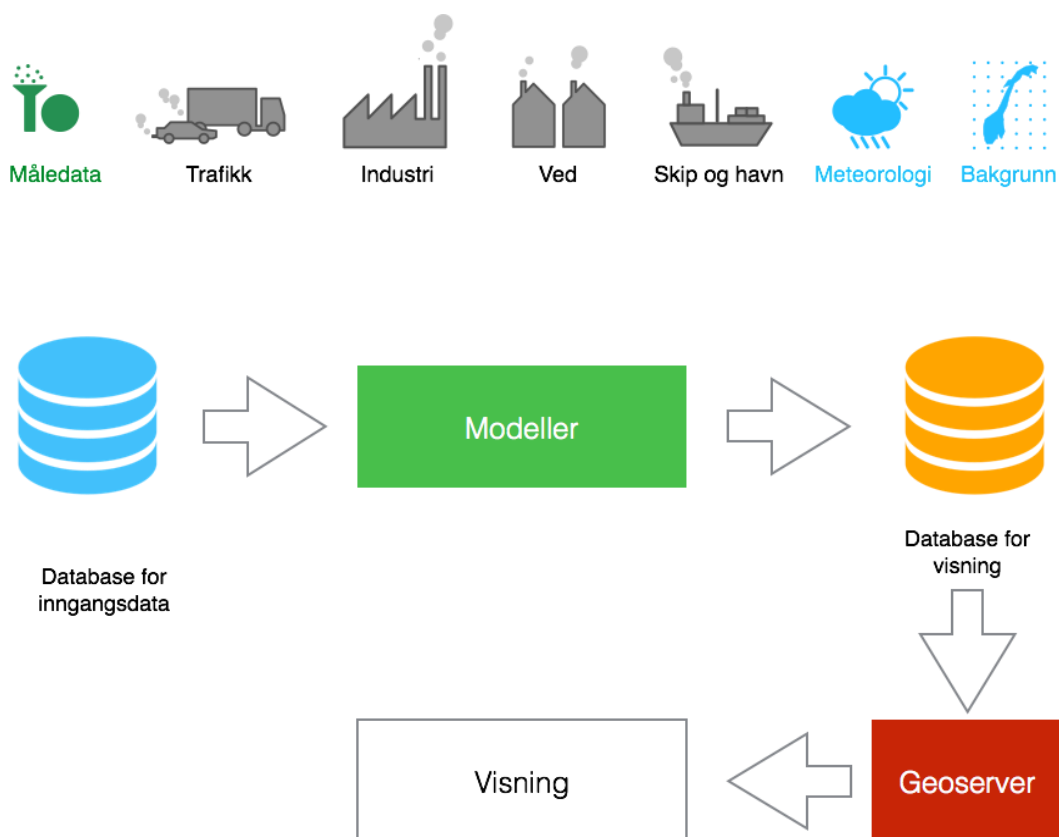 Måledata
Trafikk
Industri
Ved
Skip og havn
Meteorologi
Bakgrunn
Modeller
Database for
inngangsdata
Database for
visning
Visning
Geoserver